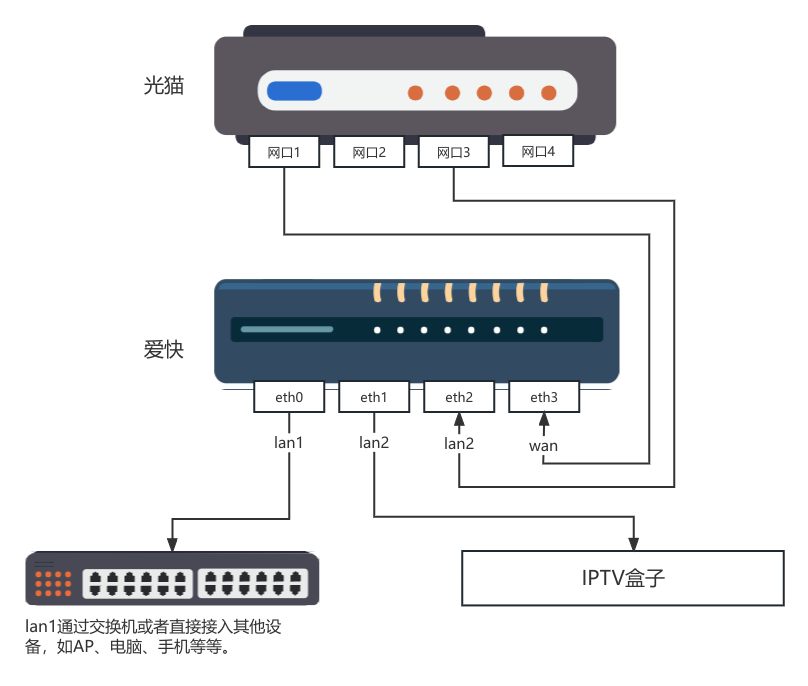 光猫
网口1
网口2
网口3
网口4
爱快
eth0
eth1
eth2
eth3
lan1
lan2
lan2
wan
IPTV盒子
lan1通过交换机或者直接接入其他设
备，如AP、电脑、手机等等。